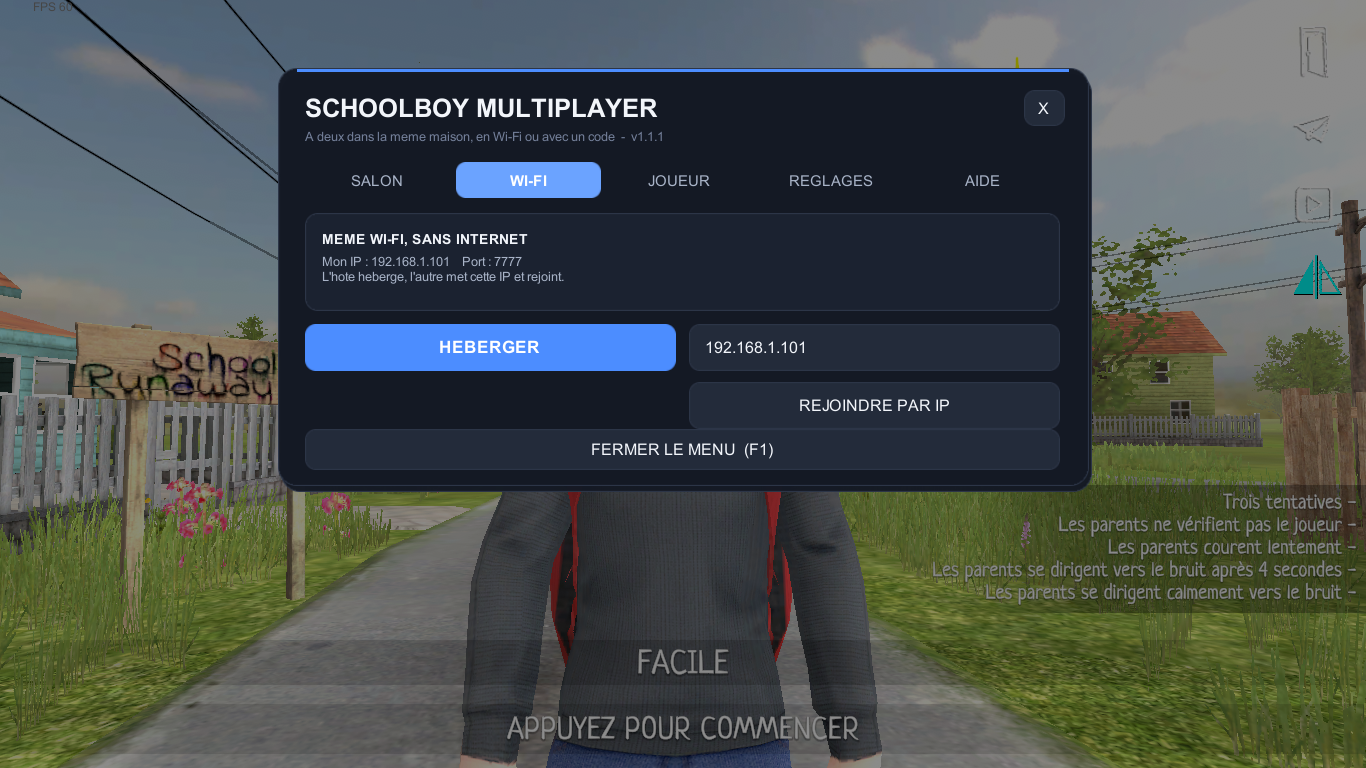 FPS 60
SCHOOLBOY MULTIPLAYER
X
A deux dans la meme maison, en Wi-Fi ou avec un code - v1.1.1
SALON
WI-FI
JOUEUR
REGLAGES
AIDE
MEME WI-FI, SANS INTERNET
Mon IP : 192.168.1.101 Port : 7777
L'hote heberge, l'autre met cette IP et rejoint.
HEBERGER
192.168.1.101
REJOINDRE PAR IP
FERMER LE MENU (F1)
School
Runaway
Trois tentatives –
Les parents ne vérifient pas le joueur –
Les parents courent lentement –
Les parents se dirigent vers le bruit après 4 secondes –
Les parents se dirigent calmement vers le bruit –
FACILE
APPUYEZ POUR COMMENCER